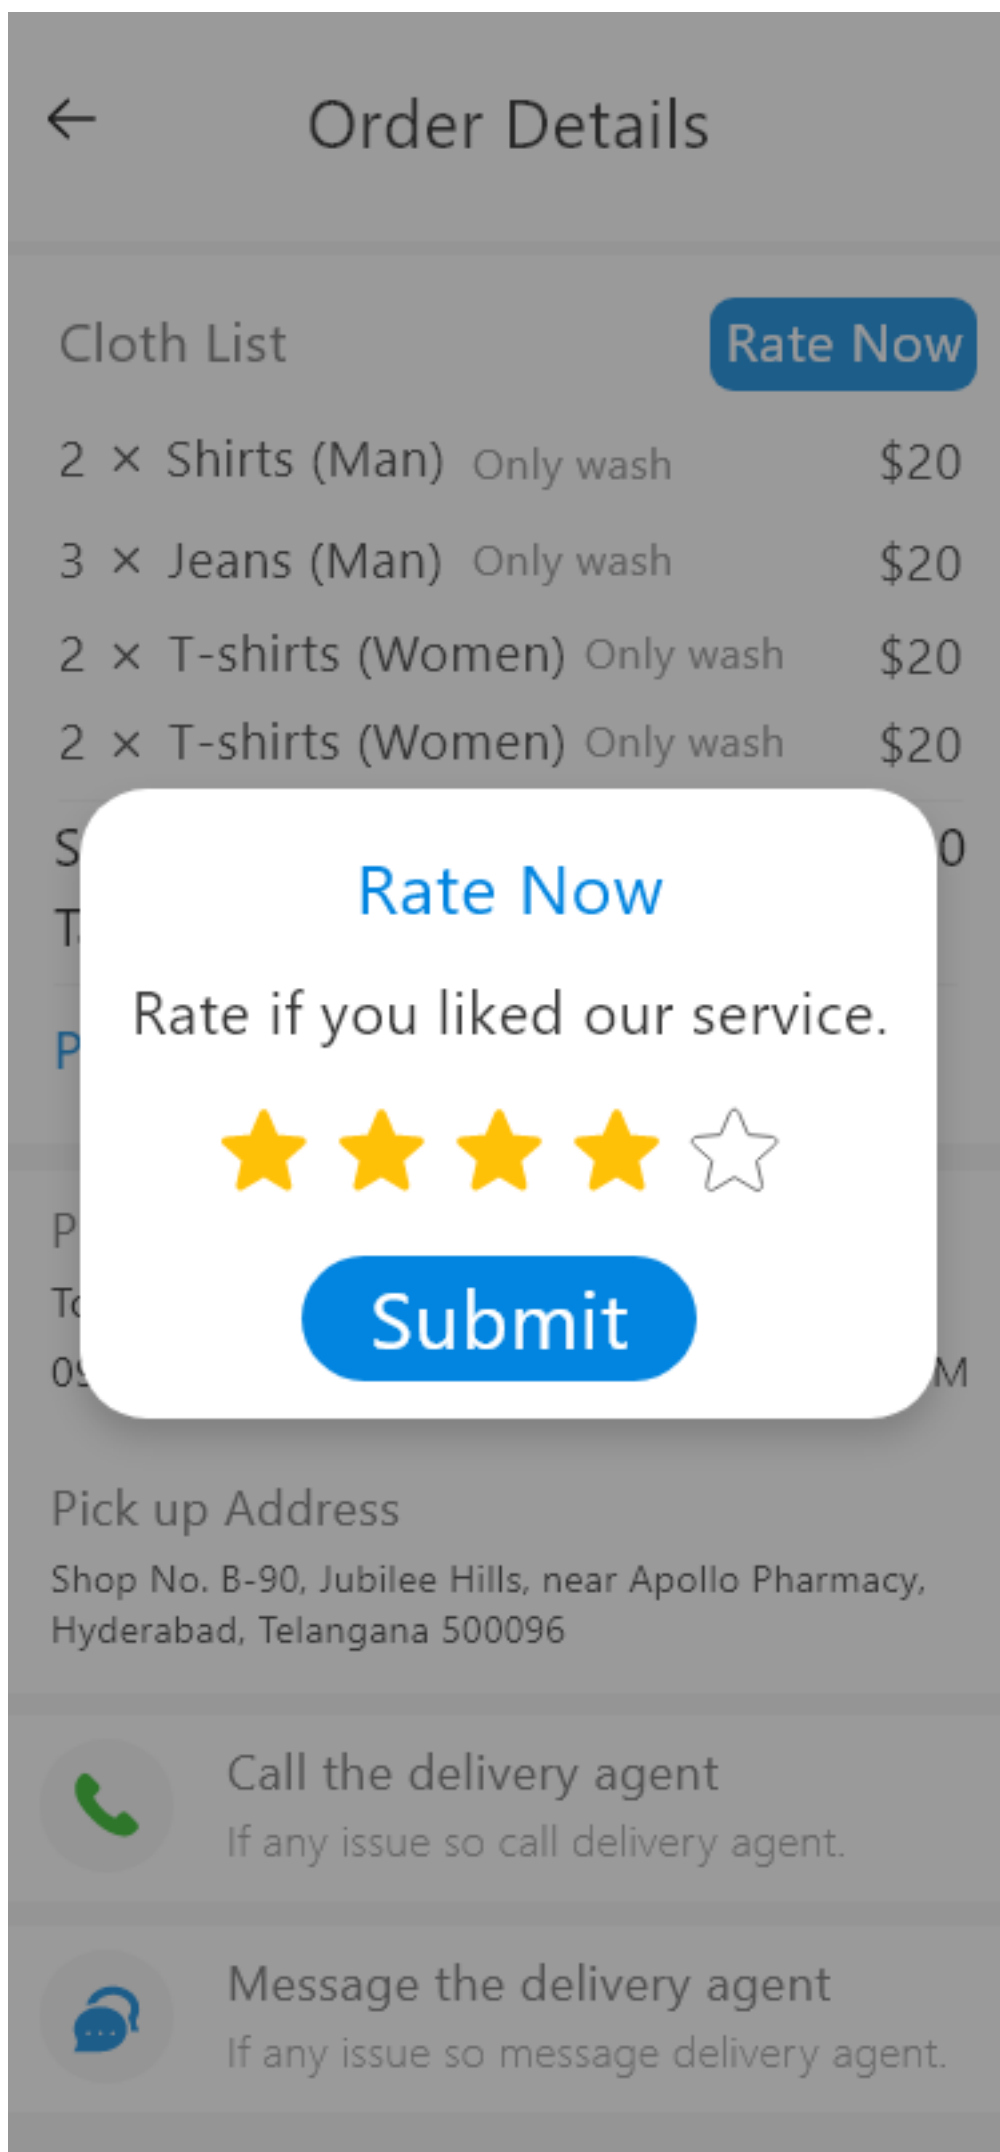 Order Details
Cloth List Rate Now
2 × Shirts (Man) Only wash $20
3 × Jeans (Man) Only wash $20
2 × T-shirts (Women) Only wash $20
2 × T-shirts (Women) Only wash $20
Rate Now
Rate if you liked our service.
Submit
Pick up Address
Shop No. B-90, Jubilee Hills, near Apollo Pharmacy,
Hyderabad, Telangana 500096
Call the delivery agent
If any issue so call delivery agent.
Message the delivery agent
If any issue so message delivery agent.